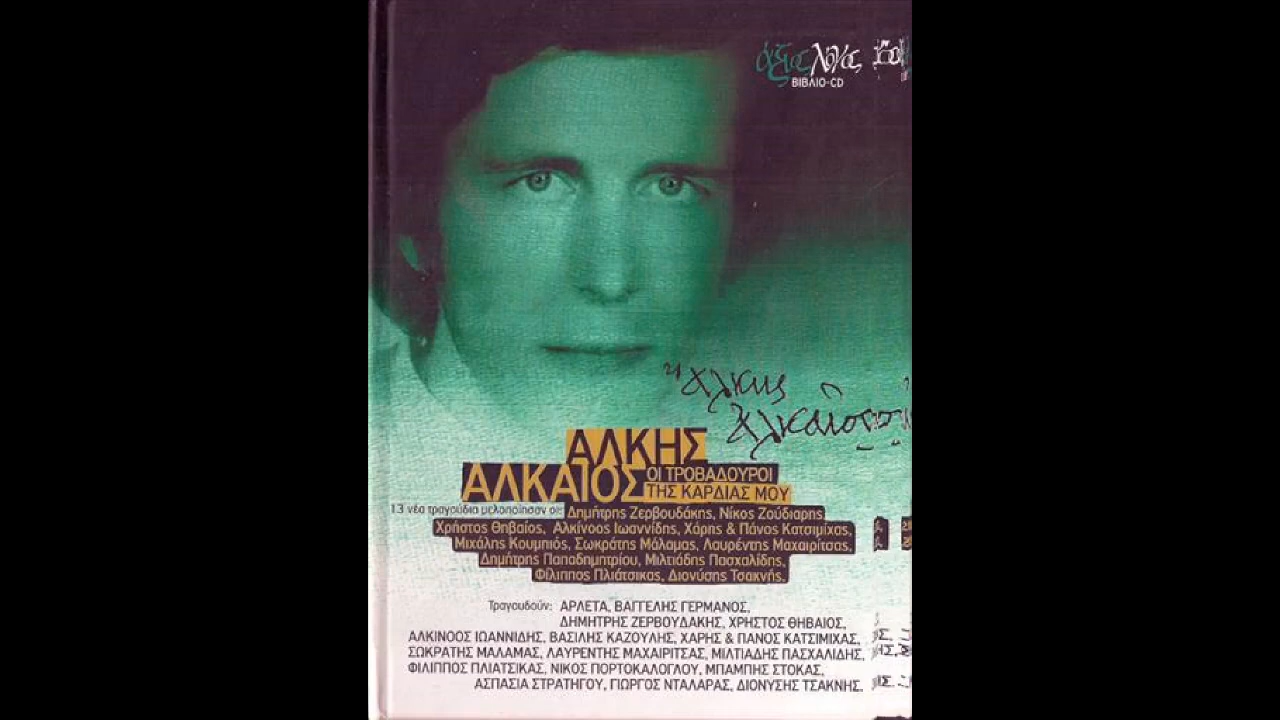 άξιος λόγος
ΒΙΒΛΙΟ-CD
Άλκης
Αλκαίος
ΑΛΚΗΣ
ΑΛΚΑΙΟΣ ΟΙ ΤΡΟΒΑΔΟΥΡΟΙ
ΤΗΣ ΚΑΡΔΙΑΣ ΜΟΥ
13 νέα τραγούδια μελοποίησαν οι: Δημήτρης Ζερβουδάκης, Νίκος Ζούδιαρης,
Χρήστος Θηβαίος, Αλκίνοος Ιωαννίδης, Χάρης & Πάνος Κατσιμίχας,
Μιχάλης Κουμπιός, Σωκράτης Μάλαμας, Λαυρέντης Μαχαιρίτσας,
Δημήτρης Παπαδημητρίου, Μιλτιάδης Πασχαλίδης,
Φίλιππος Πλιάτσικας, Διονύσης Τσακνής.
Τραγουδούν: ΑΡΛΕΤΑ, ΒΑΓΓΕΛΗΣ ΓΕΡΜΑΝΟΣ,
ΔΗΜΗΤΡΗΣ ΖΕΡΒΟΥΔΑΚΗΣ, ΧΡΗΣΤΟΣ ΘΗΒΑΙΟΣ,
ΑΛΚΙΝΟΟΣ ΙΩΑΝΝΙΔΗΣ, ΒΑΣΙΛΗΣ ΚΑΖΟΥΛΗΣ, ΧΑΡΗΣ & ΠΑΝΟΣ ΚΑΤΣΙΜΙΧΑΣ,
ΣΩΚΡΑΤΗΣ ΜΑΛΑΜΑΣ, ΛΑΥΡΕΝΤΗΣ ΜΑΧΑΙΡΙΤΣΑΣ, ΜΙΛΤΙΑΔΗΣ ΠΑΣΧΑΛΙΔΗΣ,
ΦΙΛΙΠΠΟΣ ΠΛΙΑΤΣΙΚΑΣ, ΝΙΚΟΣ ΠΟΡΤΟΚΑΛΟΓΛΟΥ, ΜΠΑΜΠΗΣ ΣΤΟΚΑΣ,
ΑΣΠΑΣΙΑ ΣΤΡΑΤΗΓΟΥ, ΓΙΩΡΓΟΣ ΝΤΑΛΑΡΑΣ, ΔΙΟΝΥΣΗΣ ΤΣΑΚΝΗΣ.